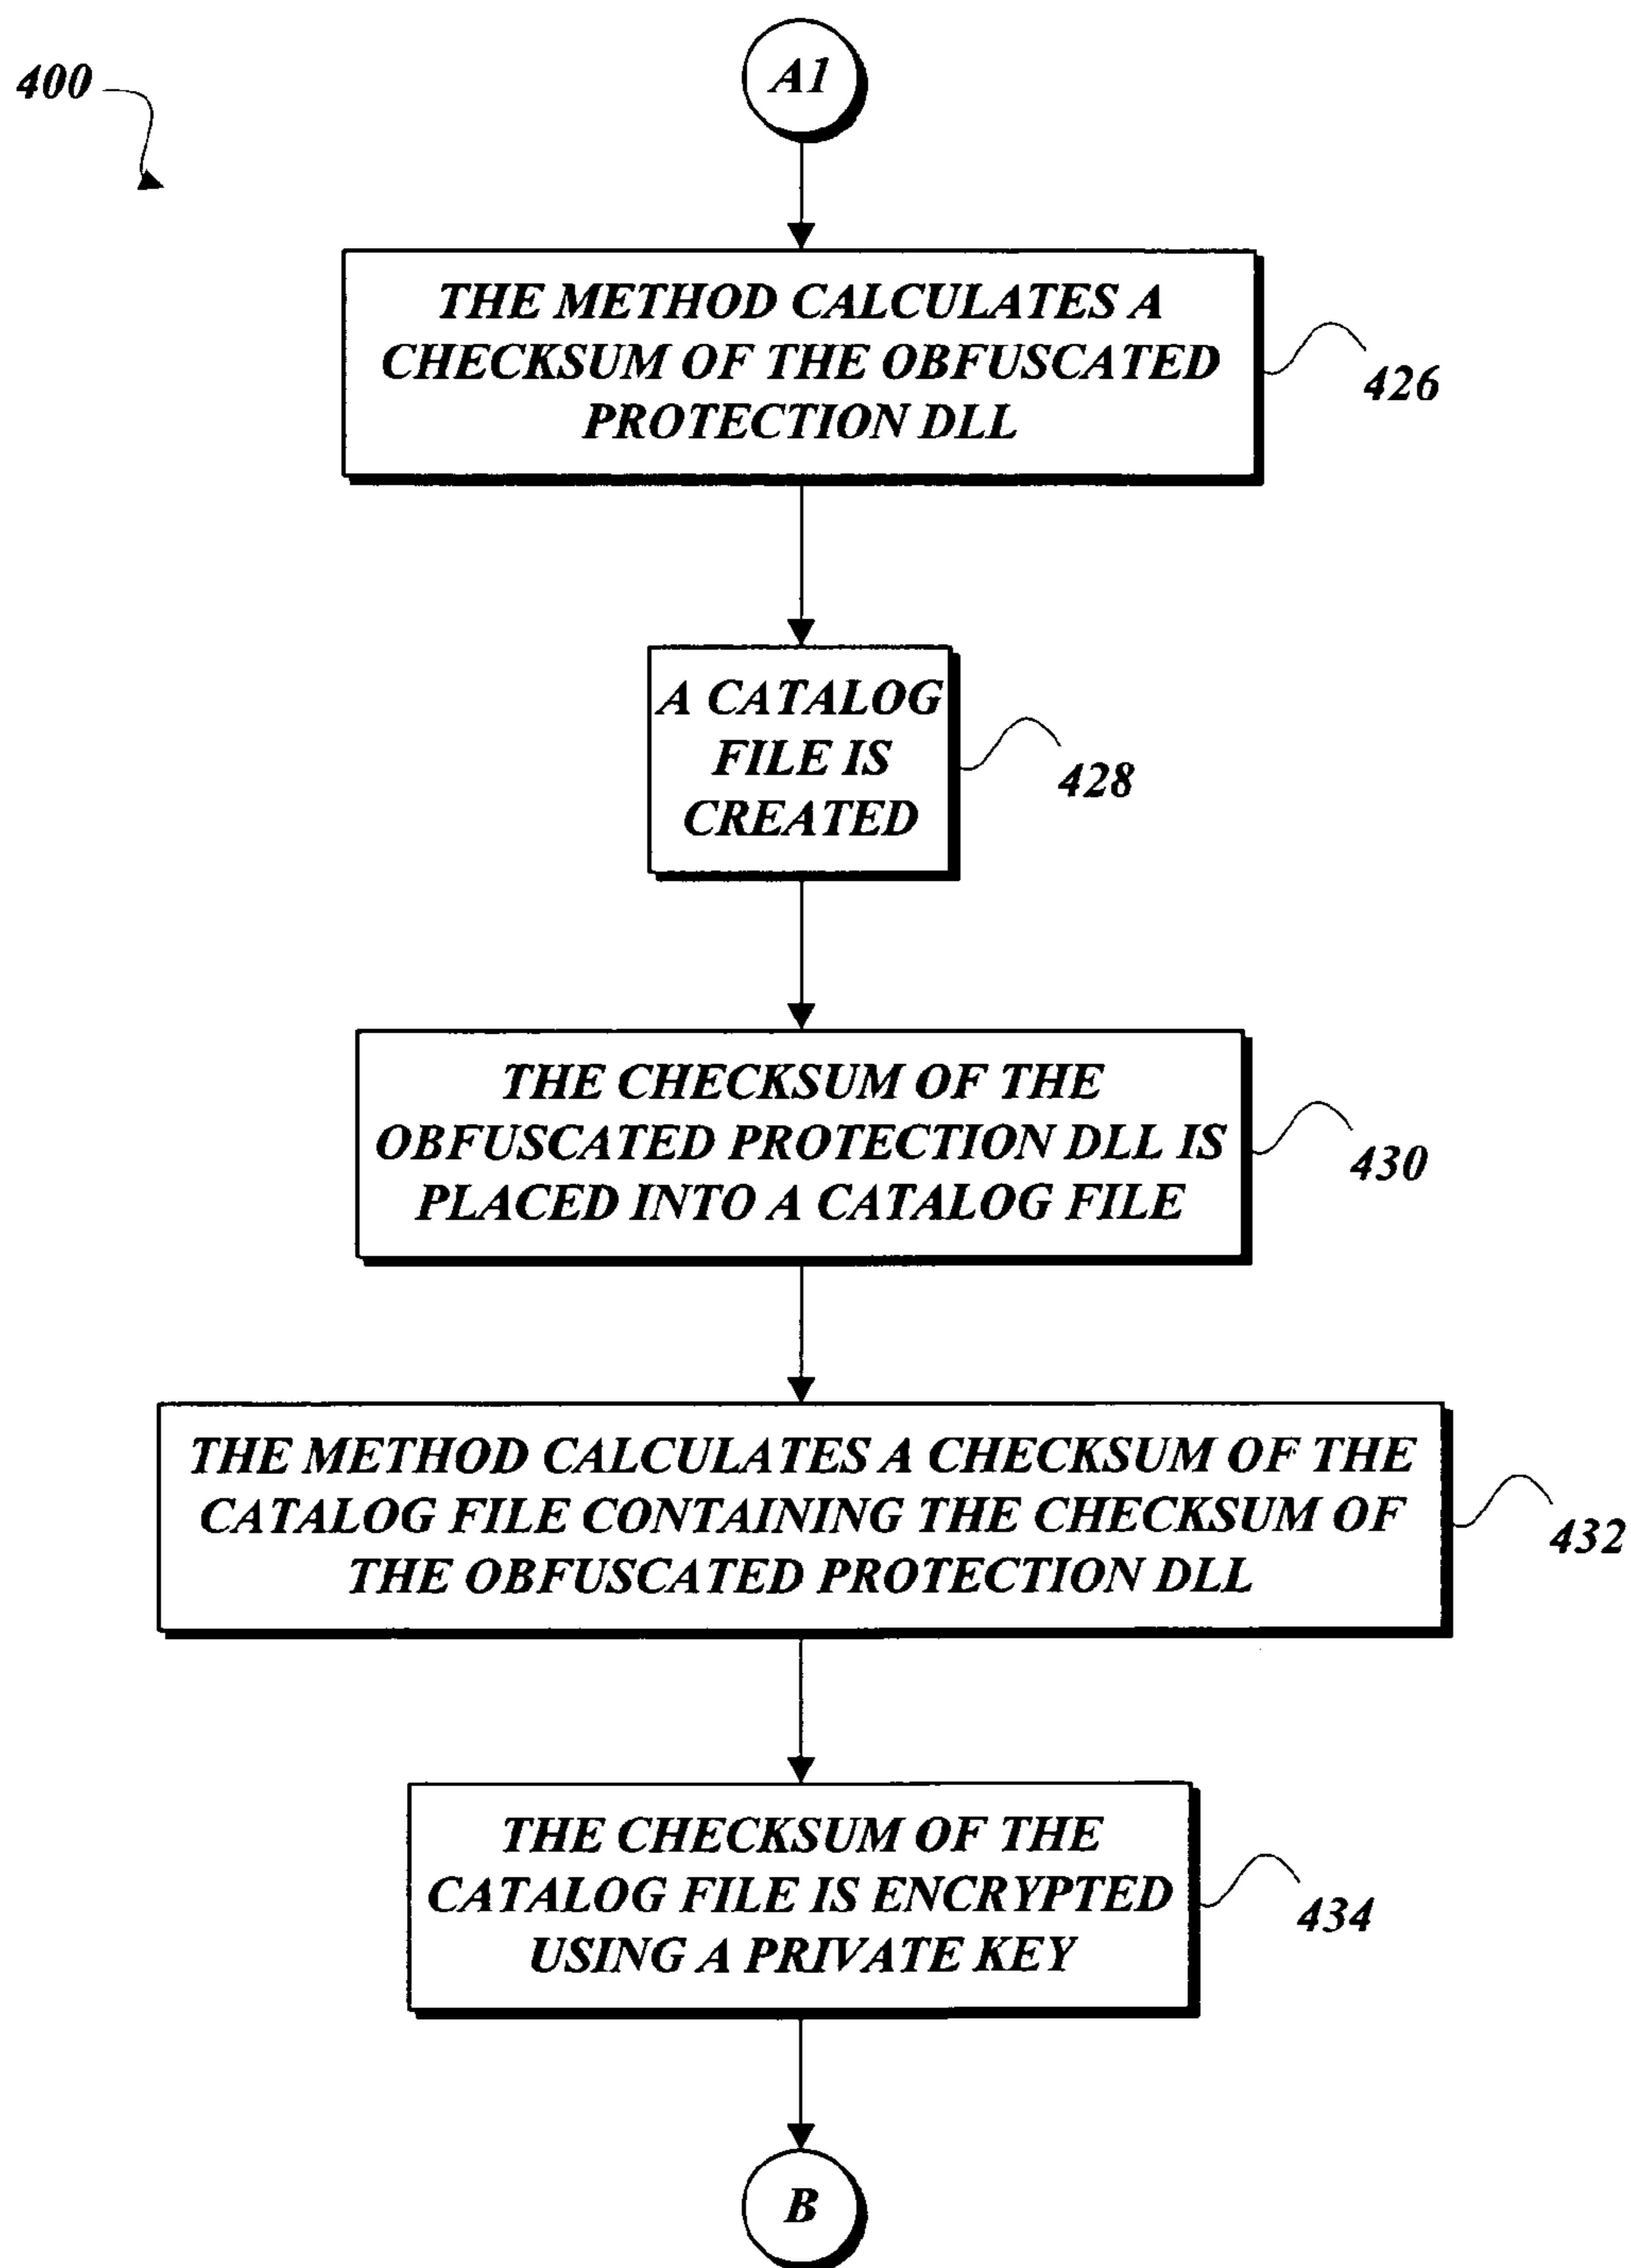 A1
400
THE METHOD CALCULATES A
CHECKSUM OF THE OBFUSCATED
PROTECTION DLL
426
A CATALOG
FILE IS
CREATED
428
THE CHECKSUM OF THE
OBFUSCATED PROTECTION DLL IS
PLACED INTO A CATALOG FILE
430
THE METHOD CALCULATES A CHECKSUM OF THE
CATALOG FILE CONTAINING THE CHECKSUM OF
THE OBFUSCATED PROTECTION DLL
432
THE CHECKSUM OF THE
CATALOG FILE IS ENCRYPTED
USING A PRIVATE KEY
434
B